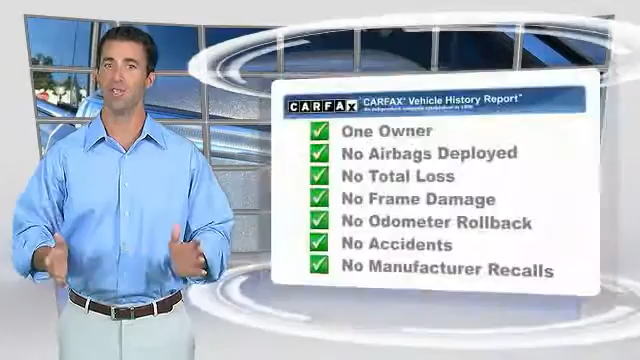 CARFAX CARFAX Vehicle History Report™
One Owner
No Airbags Deployed
No Total Loss
No Frame Damage
No Odometer Rollback
No Accidents
No Manufacturer Recalls